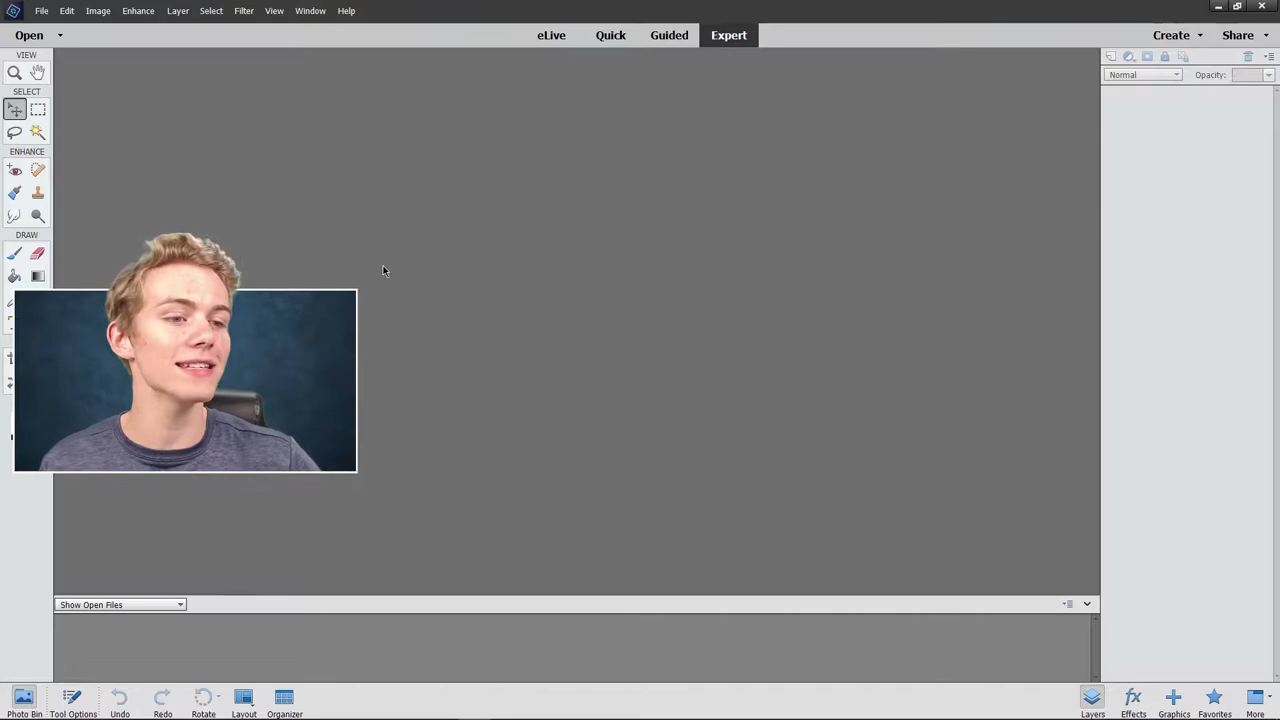 File Edit Image Enhance Layer Select Filter View Window Help
Open eLive Quick Guided Expert Create Share
VIEW
Normal Opacity:
SELECT
ENHANCE
DRAW
Show Open Files
Photo Bin Tool Options Undo Redo Rotate Layout Organizer Layers Effects Graphics Favorites More